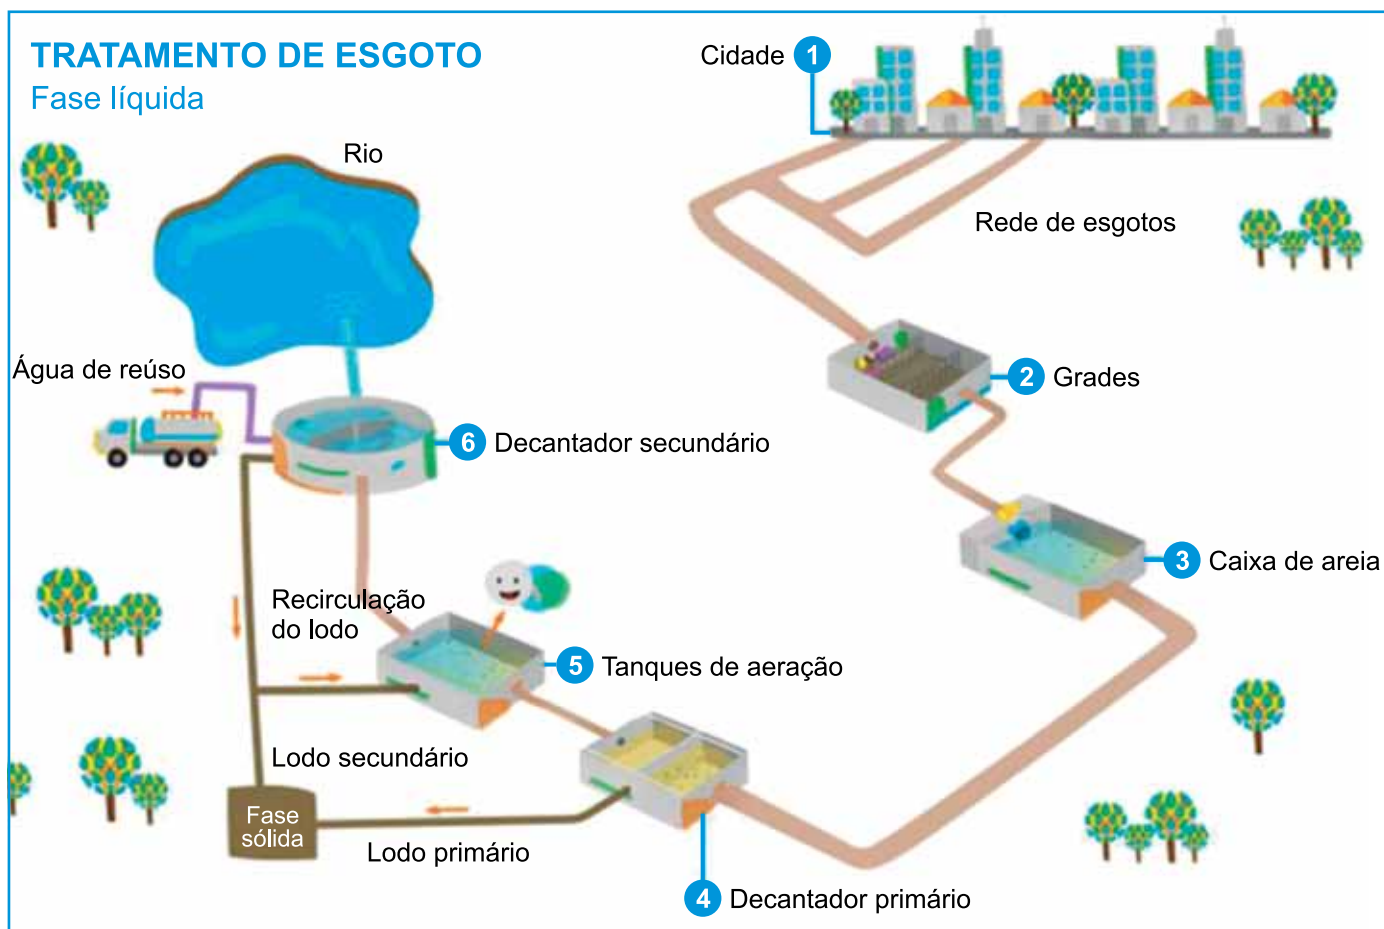 TRATAMENTO DE ESGOTO
Fase líquida
Cidade 1
Rio
Rede de esgotos
Água de reúso
2 Grades
6 Decantador secundário
3 Caixa de areia
Recirculação
do lodo
5 Tanques de aeração
Lodo secundário
Fase
sólida
Lodo primário
4 Decantador primário